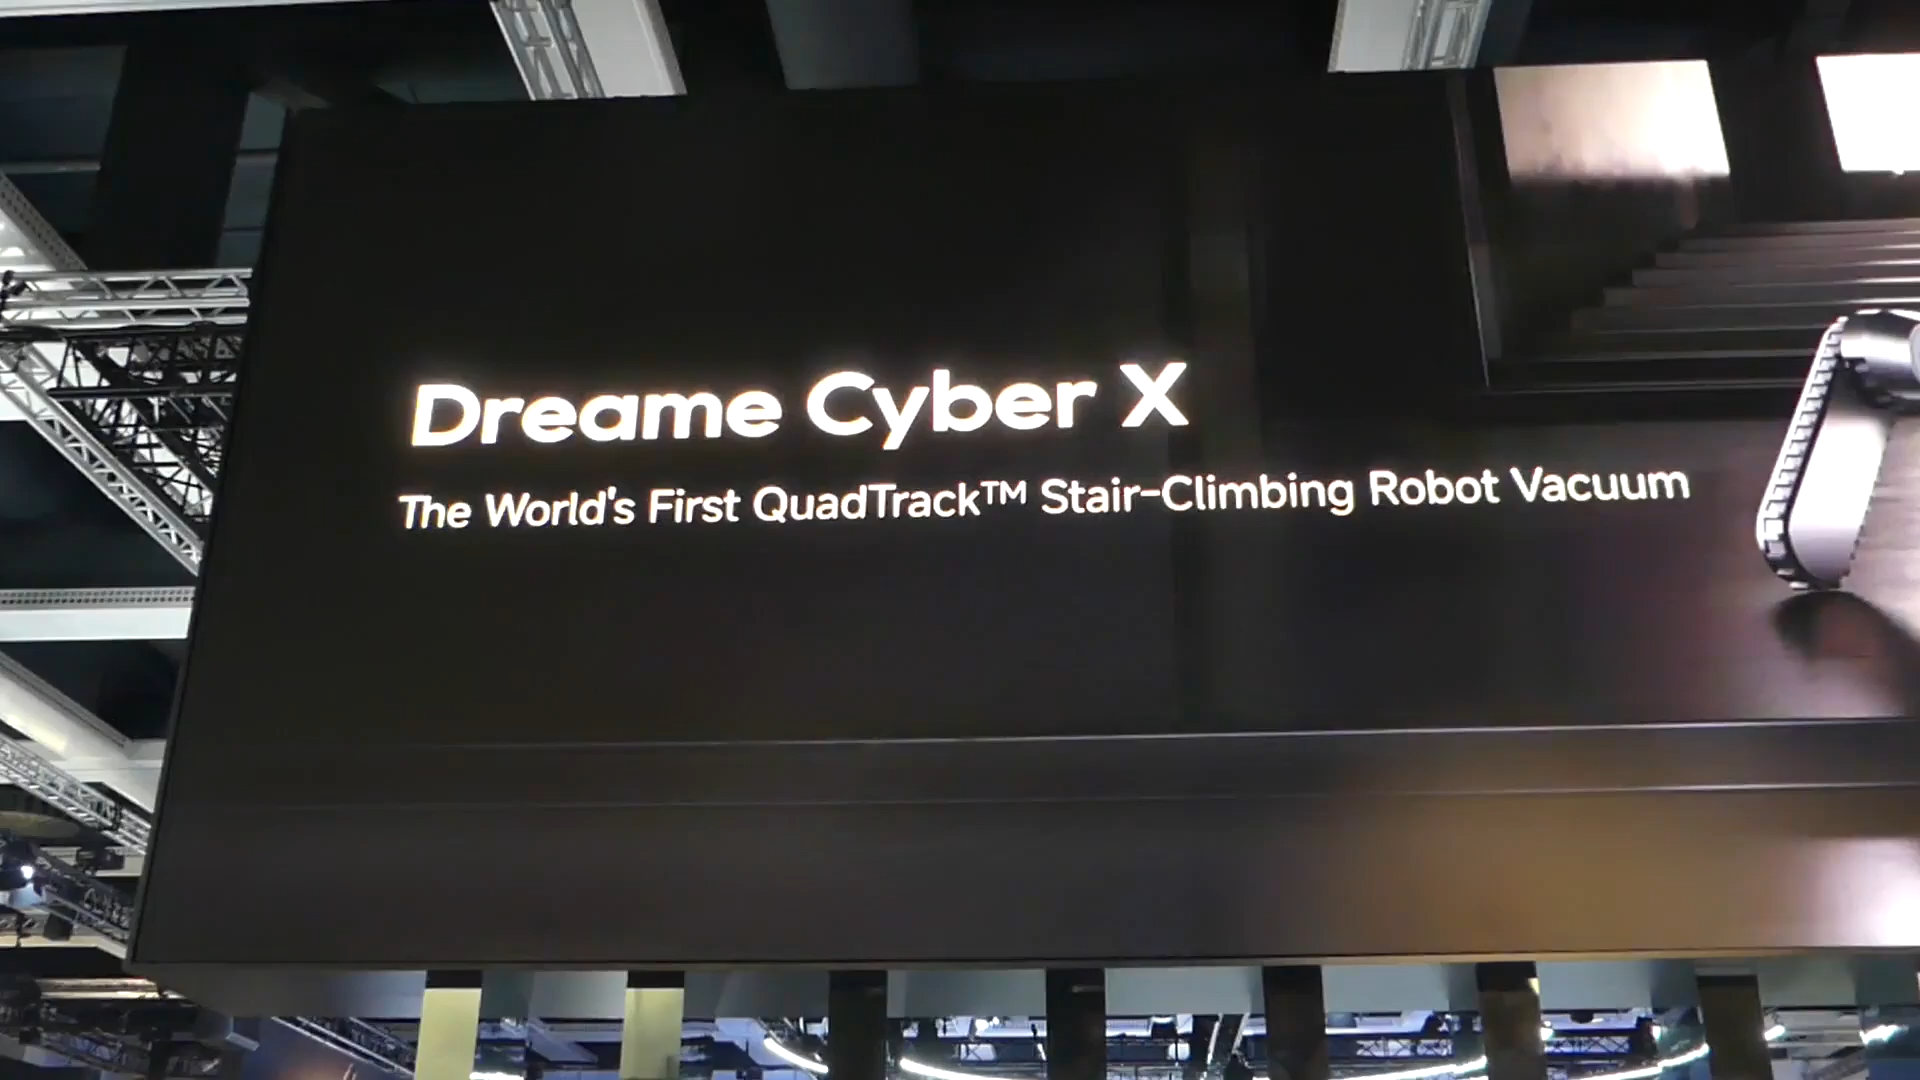 Dreame Cyber X
The World's First QuadTrack™ Stair-Climbing Robot Vacuum